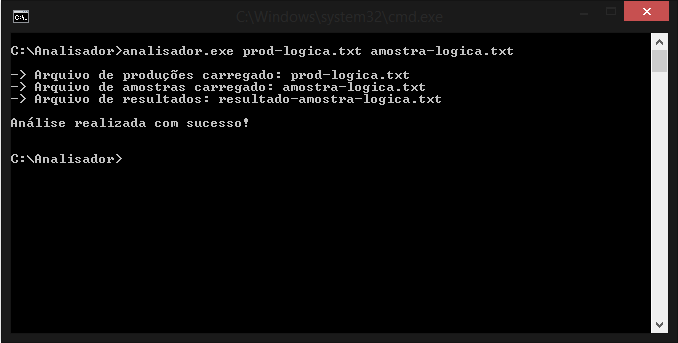 C:\Windows\system32\cmd.exe
C:\Analisador>analisador.exe prod-logica.txt amostra-logica.txt
-> Arquivo de produções carregado: prod-logica.txt
-> Arquivo de amostras carregado: amostra-logica.txt
-> Arquivo de resultados: resultado-amostra-logica.txt
Análise realizada com sucesso!
C:\Analisador>